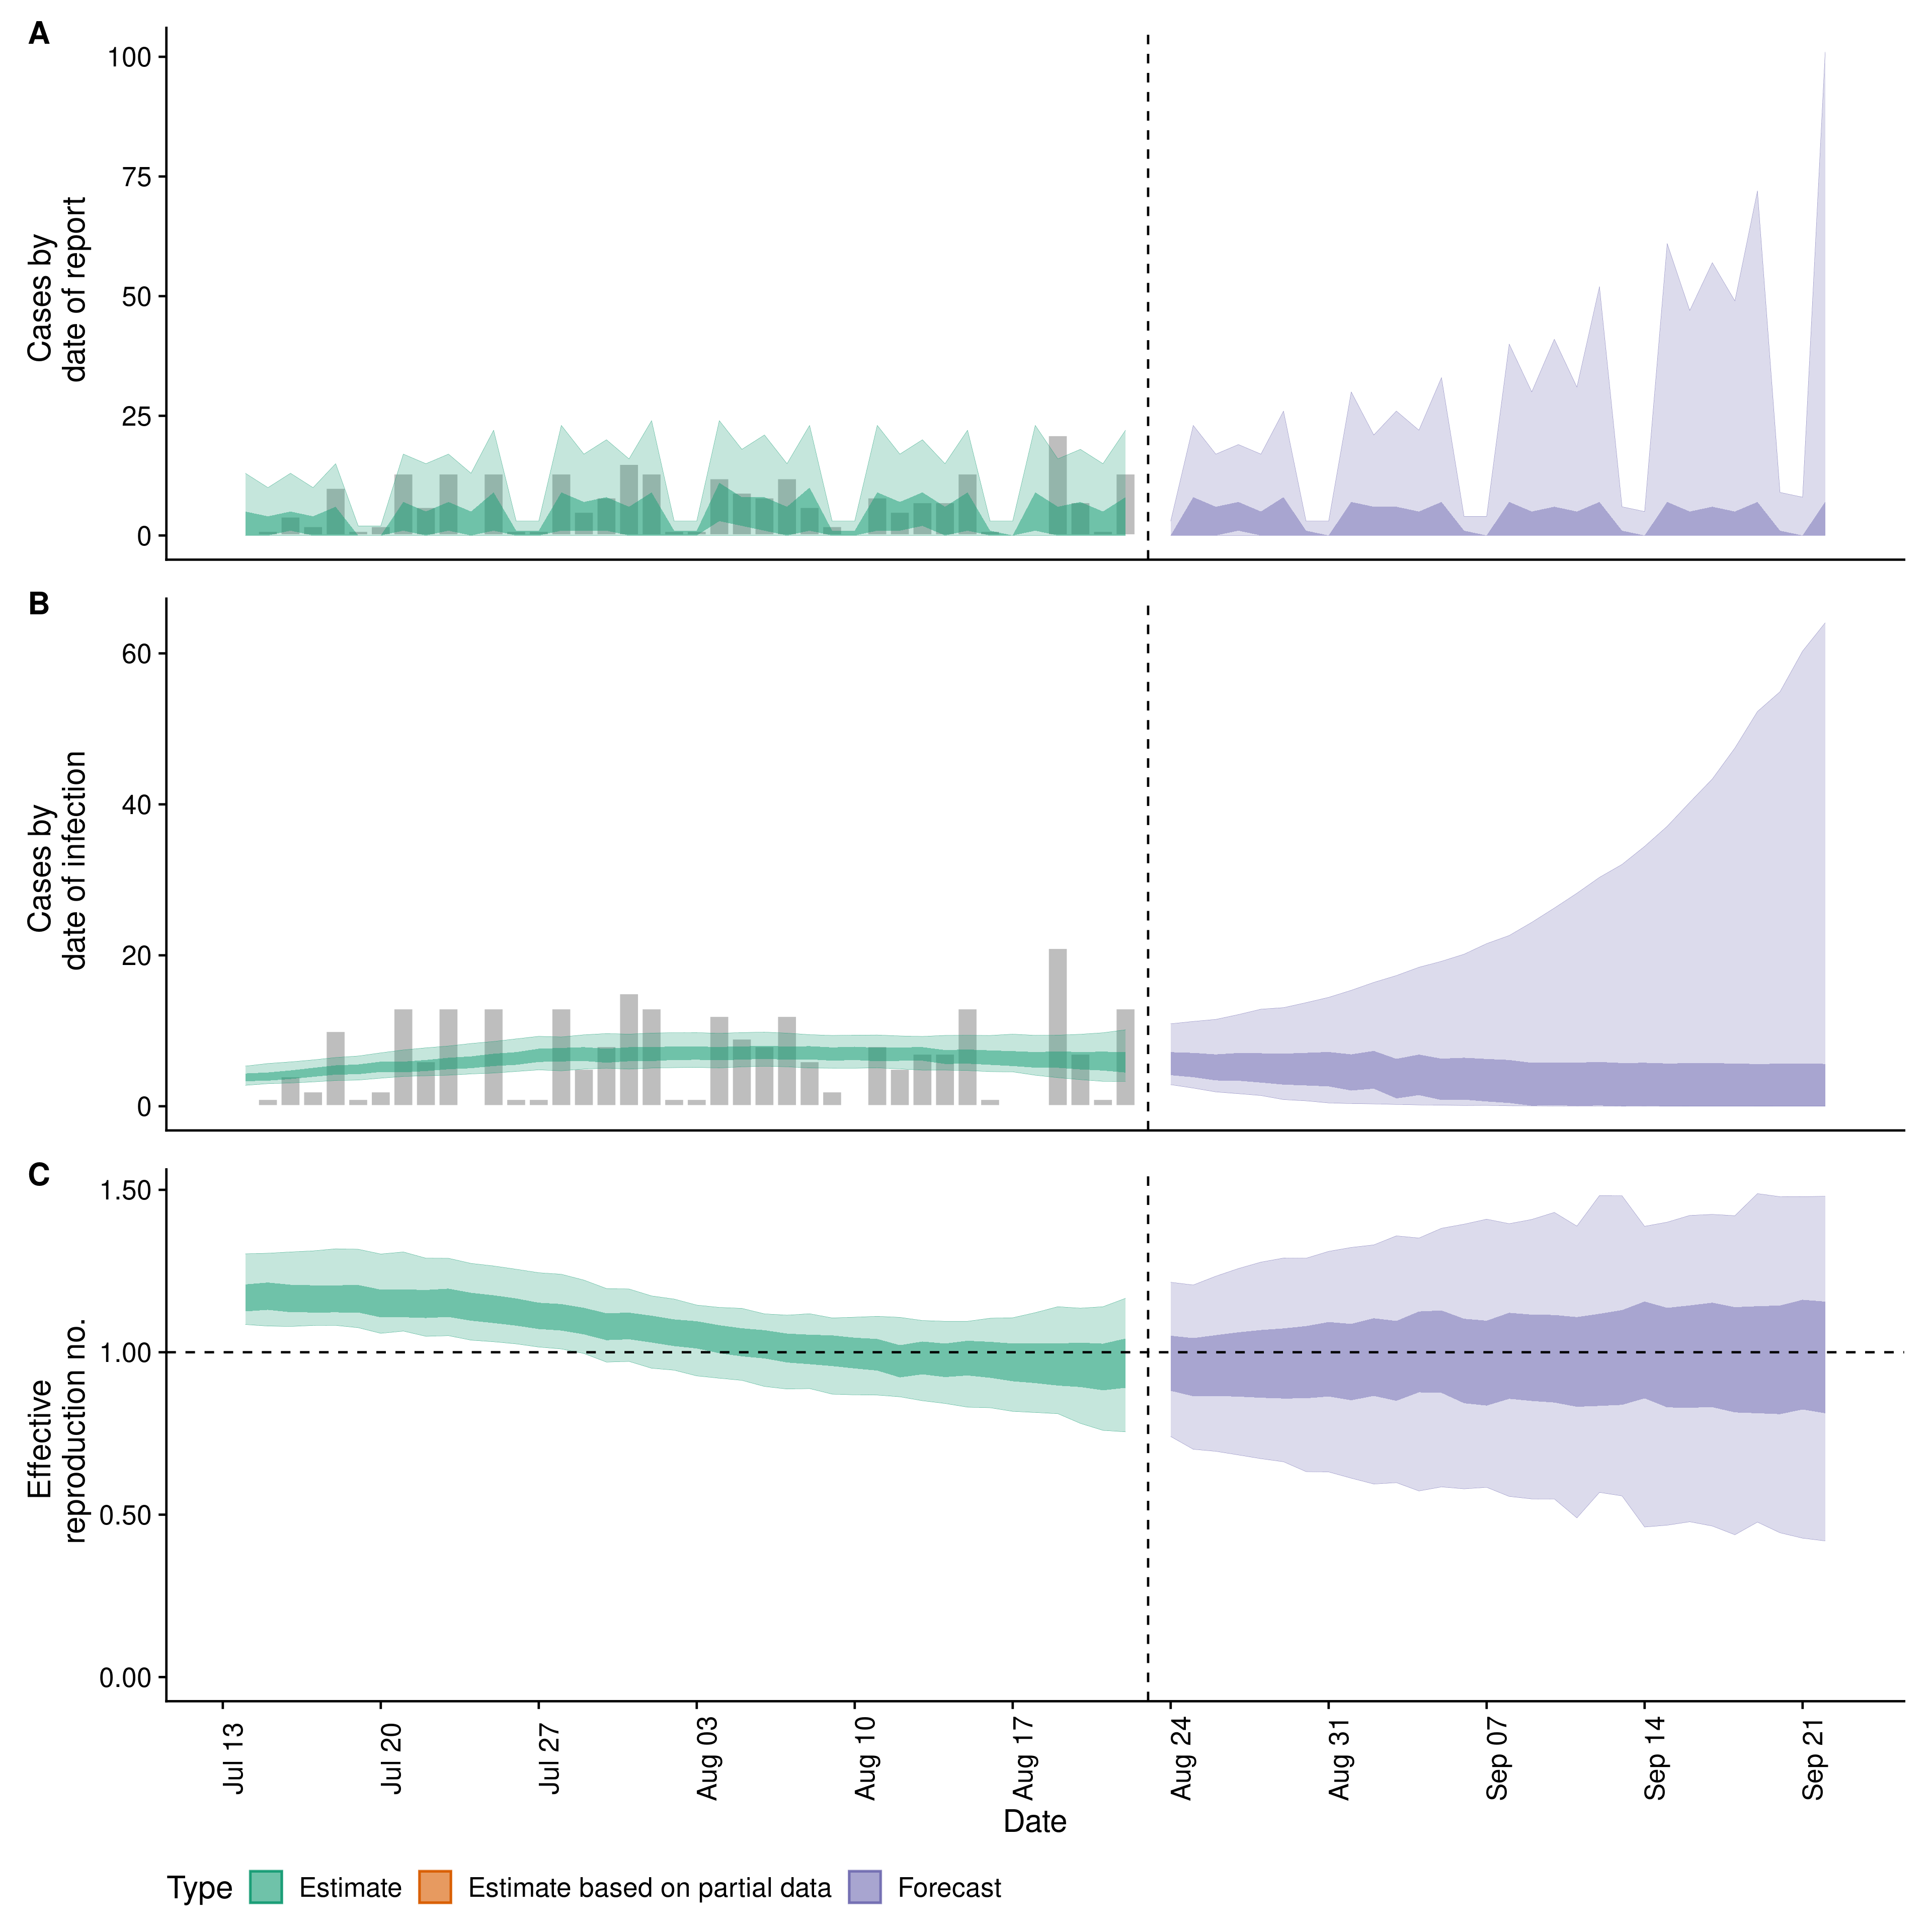 A
100
75
50
25
0
Cases by
date of report
B
60
40
20
0
Cases by
date of infection
C
1.50
1.00
0.50
0.00
Effective
reproduction no.
Jul 13
Jul 20
Jul 27
Aug 03
Aug 10
Aug 17
Aug 24
Aug 31
Sep 07
Sep 14
Sep 21
Date
Type Estimate Estimate based on partial data Forecast